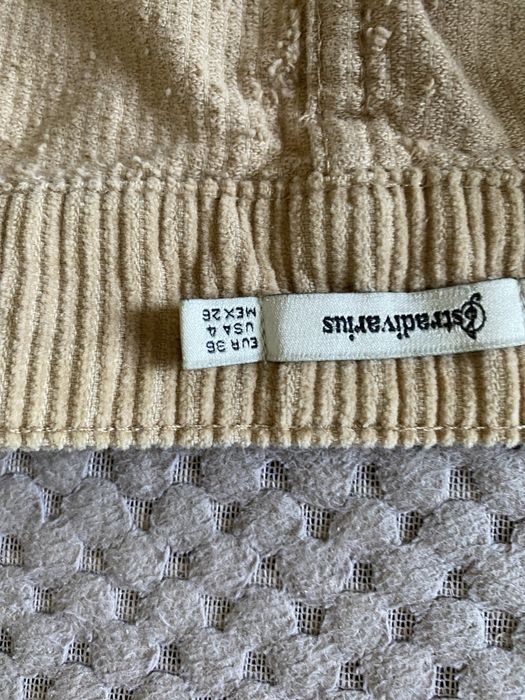 stradivarius
EUR 36
USA 4
MEX 26